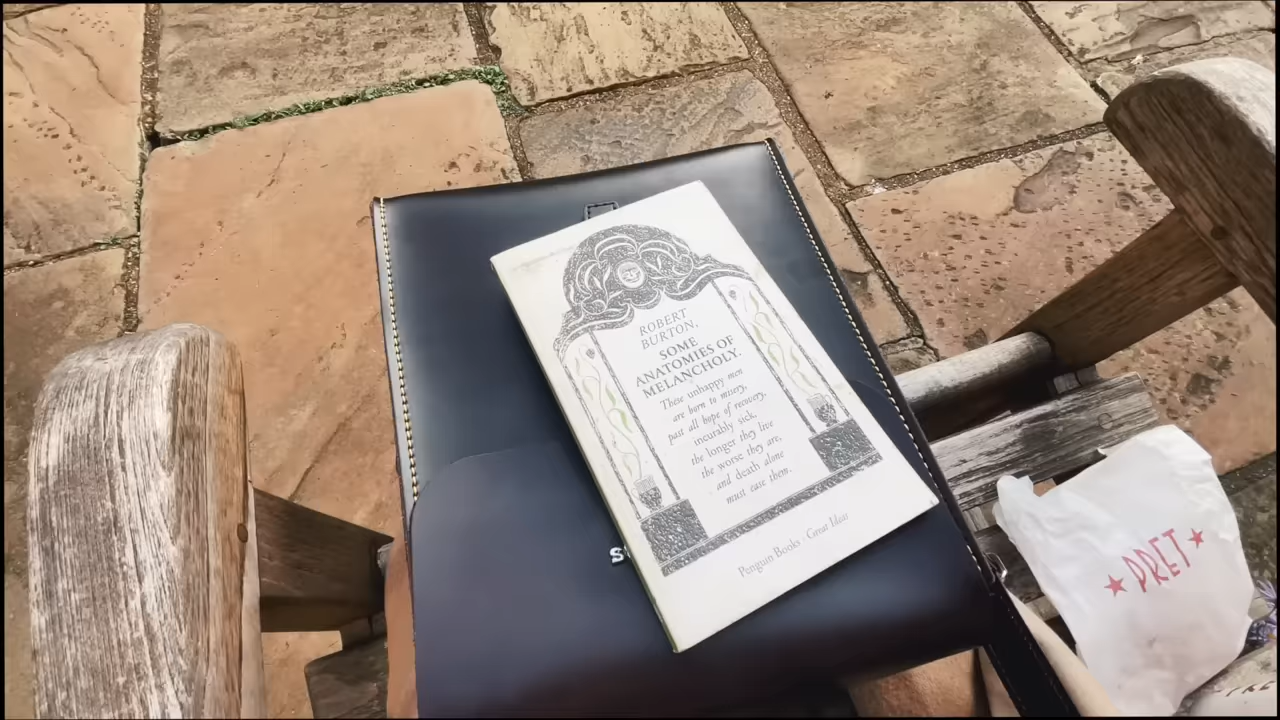 ROBERT
BURTON.
SOME
ANATOMIES OF
MELANCHOLY.
These unhappy men
are born to misery,
past all hope of recovery,
incurably sick,
the longer they live
the worse they are,
and death alone
must ease them.
Penguin Books . Great Ideas
PRET